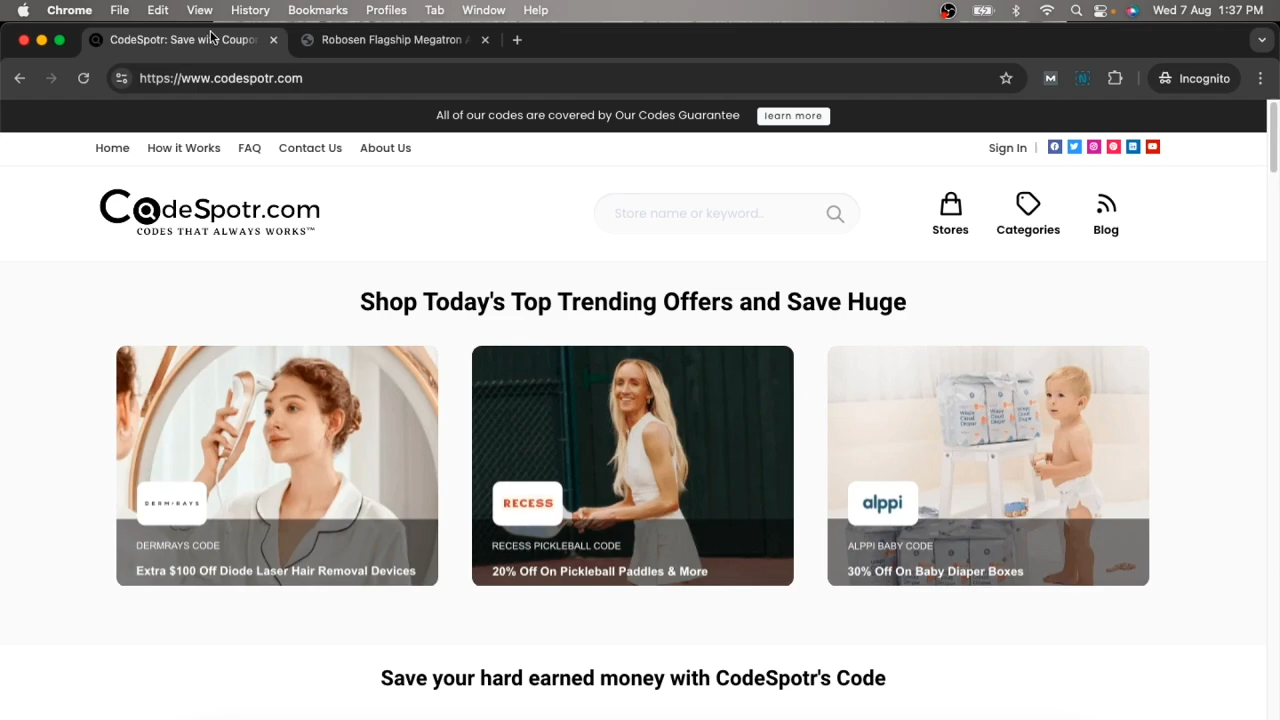 Chrome File Edit View History Bookmarks Profiles Tab Window Help Wed 7 Aug 1:37 PM
CodeSpotr: Save with Coupon Robosen Flagship Megatron A
https://www.codespotr.com Incognito
All of our codes are covered by Our Codes Guarantee learn more
Home How it Works FAQ Contact Us About Us Sign In |
CodeSpotr.com
CODES THAT ALWAYS WORKS™
Store name or keyword..
Stores Categories Blog
Shop Today's Top Trending Offers and Save Huge
DERMRAYS
DERMRAYS CODE
Extra $100 Off Diode Laser Hair Removal Devices
RECESS
RECESS PICKLEBALL CODE
20% Off On Pickleball Paddles & More
alppi
ALPPI BABY CODE
30% Off On Baby Diaper Boxes
Save your hard earned money with CodeSpotr's Code